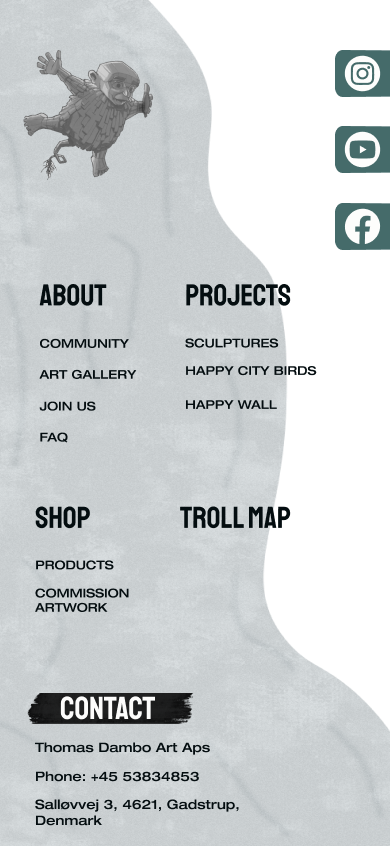 ABOUT
COMMUNITY
ART GALLERY
JOIN US
FAQ
PROJECTS
SCULPTURES
HAPPY CITY BIRDS
HAPPY WALL
SHOP
PRODUCTS
COMMISSION
ARTWORK
TROLL MAP
CONTACT
Thomas Dambo Art Aps
Phone: +45 53834853
Salløvvej 3, 4621, Gadstrup,
Denmark